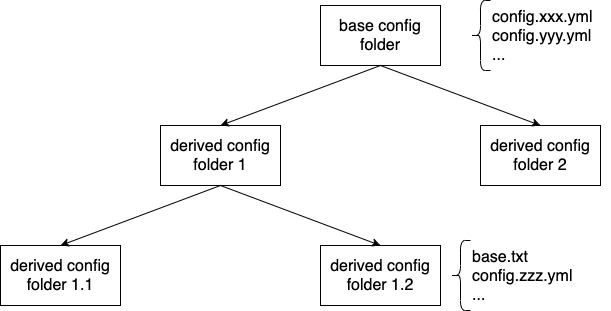 base config
folder
config.xxx.yml
config.yyy.yml
...
derived config
folder 1
derived config
folder 2
derived config
folder 1.1
derived config
folder 1.2
base.txt
config.zzz.yml
...